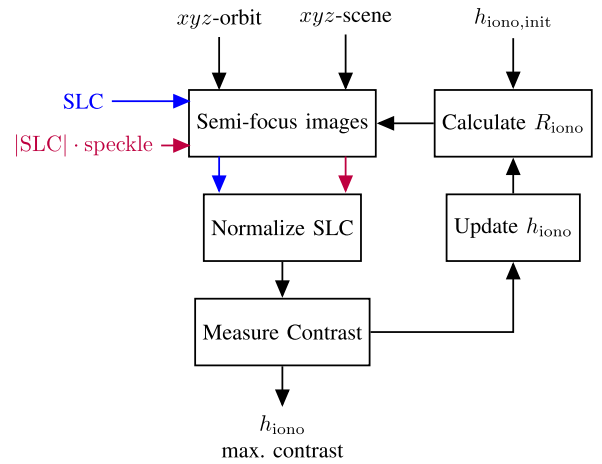 xyz-orbit
xyz-scene
h_iono,init
SLC
Semi-focus images
Calculate R_iono
|SLC| · speckle
Normalize SLC
Update h_iono
Measure Contrast
h_iono
max. contrast